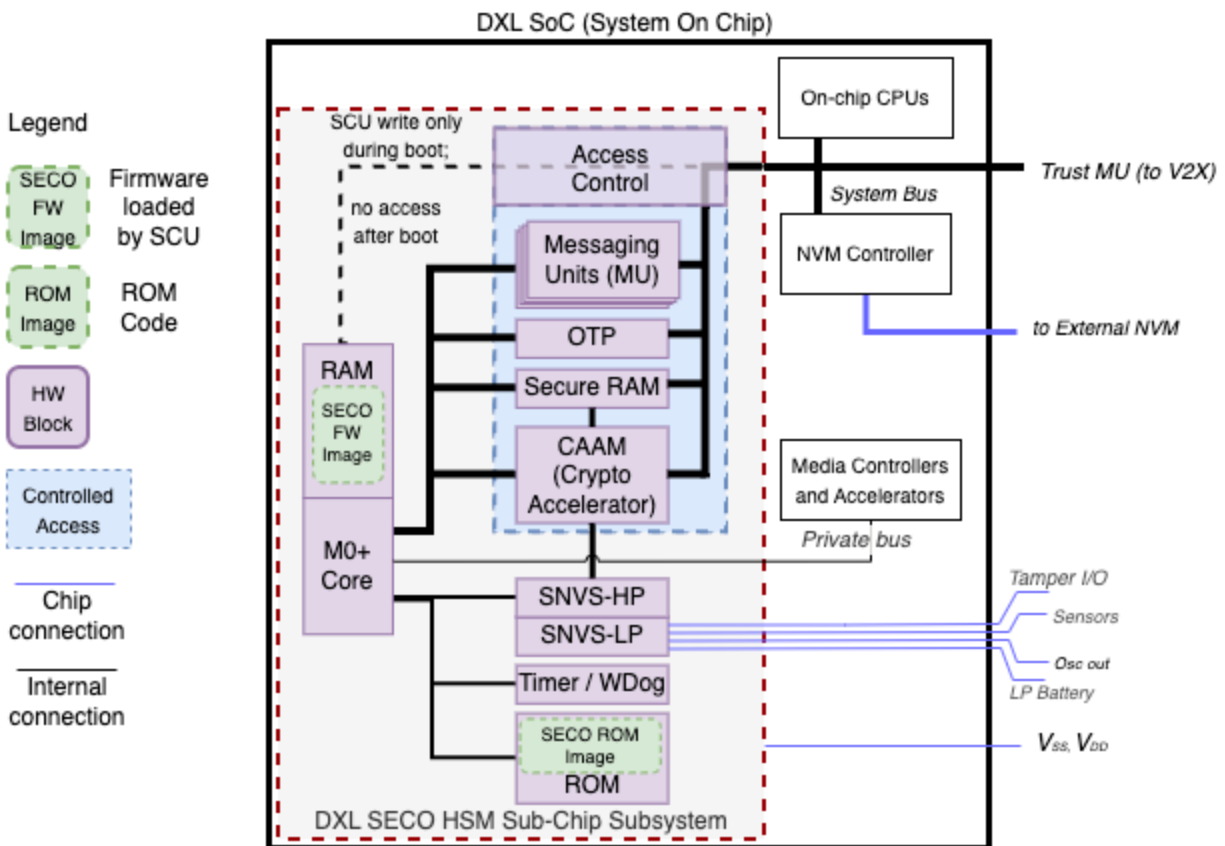 DXL SoC (System On Chip)
Legend
SECO
FW
Image
Firmware
loaded
by SCU
ROM
Image
ROM
Code
HW
Block
Controlled
Access
Chip
connection
Internal
connection
SCU write only
during boot;
no access
after boot
Access
Control
Messaging
Units (MU)
OTP
Secure RAM
CAAM
(Crypto
Accelerator)
RAM
SECO
FW
Image
M0+
Core
SNVS-HP
SNVS-LP
Timer / WDog
SECO ROM
Image
ROM
DXL SECO HSM Sub-Chip Subsystem
On-chip CPUs
System Bus
Trust MU (to V2X)
NVM Controller
to External NVM
Media Controllers
and Accelerators
Private bus
Tamper I/O
Sensors
Osc out
LP Battery
VSS, VDD